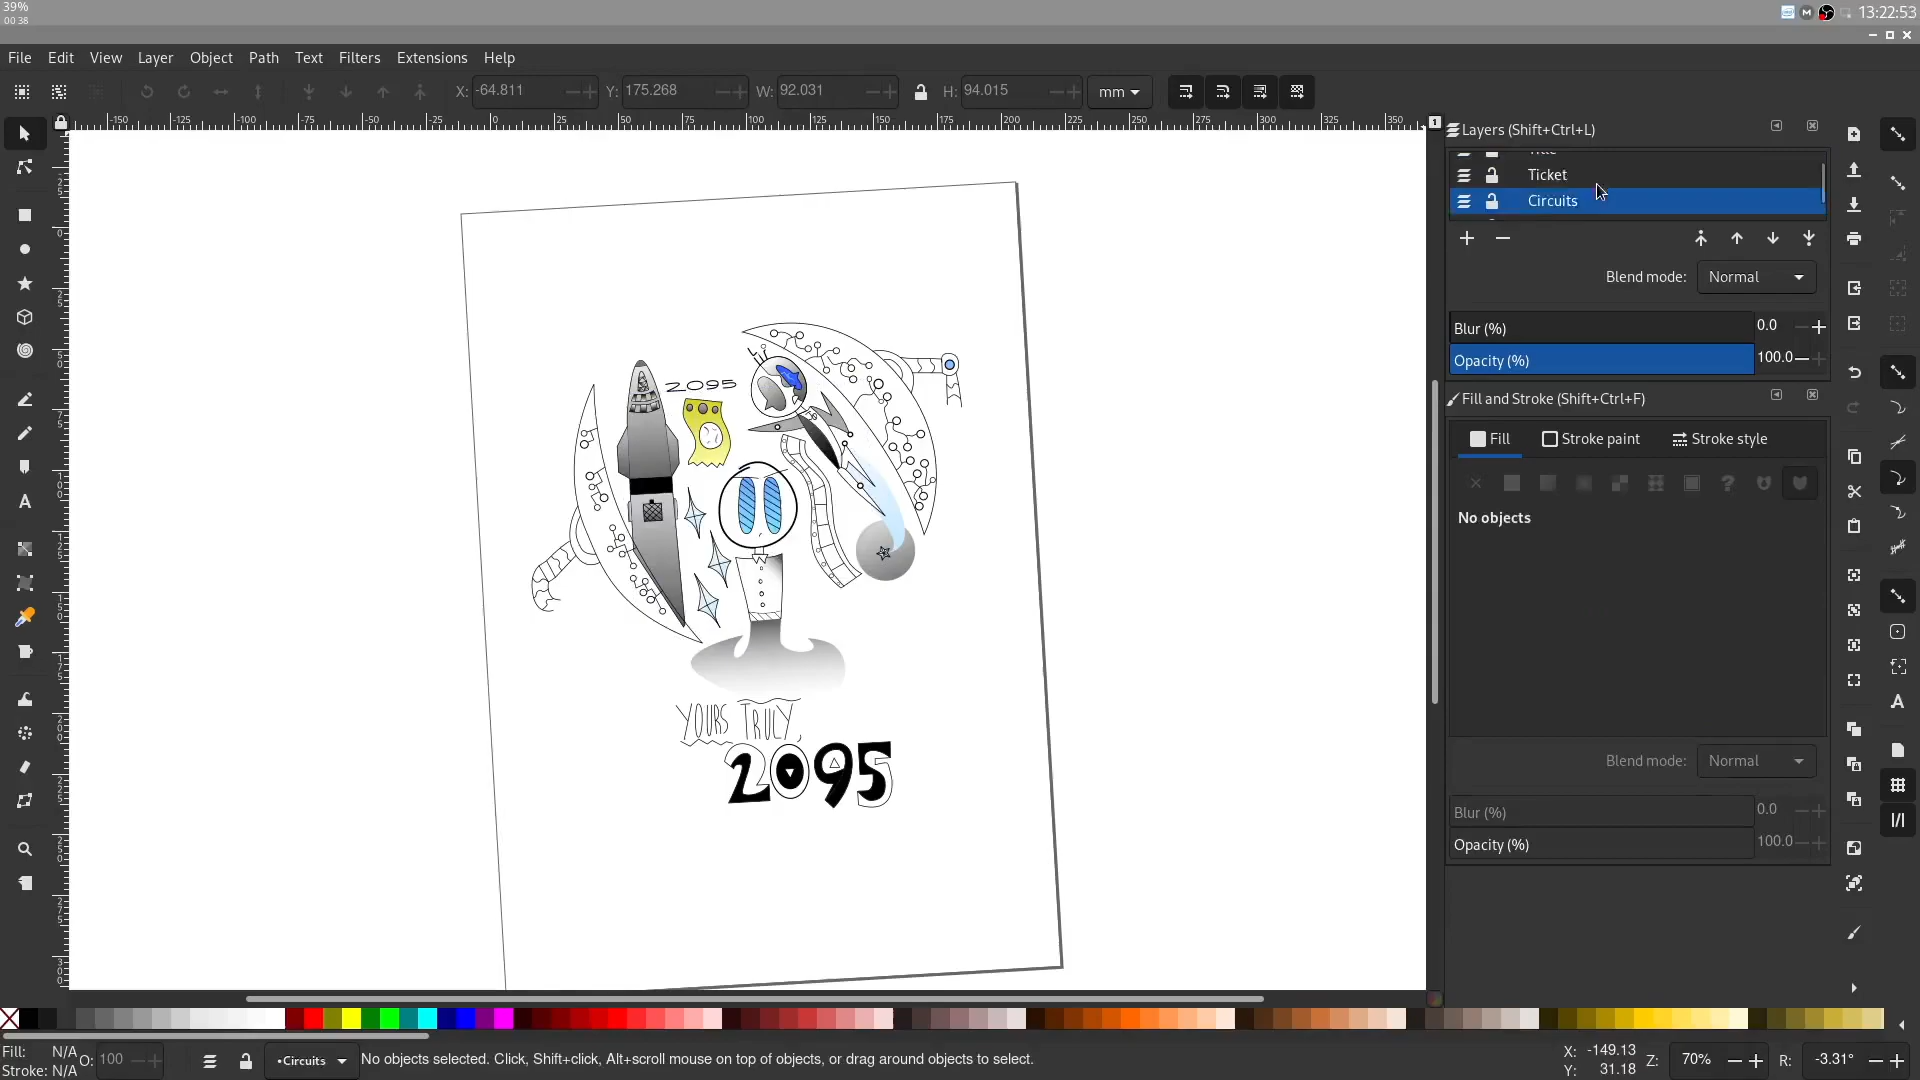 39%
00 38
13:22:53
File Edit View Layer Object Path Text Filters Extensions Help
X: -64.811 Y: 175.268 W: 92.031 H: 94.015 mm
Layers (Shift+Ctrl+L)
Title
Ticket
Circuits
Blend mode: Normal
Blur (%) 0.0
Opacity (%) 100.0
Fill and Stroke (Shift+Ctrl+F)
Fill Stroke paint Stroke style
No objects
Blend mode: Normal
Blur (%) 0.0
Opacity (%) 100.0
2095
YOURS TRULY,
2095
Fill: N/A
Stroke: N/A
O: 100
•Circuits
No objects selected. Click, Shift+click, Alt+scroll mouse on top of objects, or drag around objects to select.
X: -149.13
Y: 31.18
Z: 70%
R: -3.31°